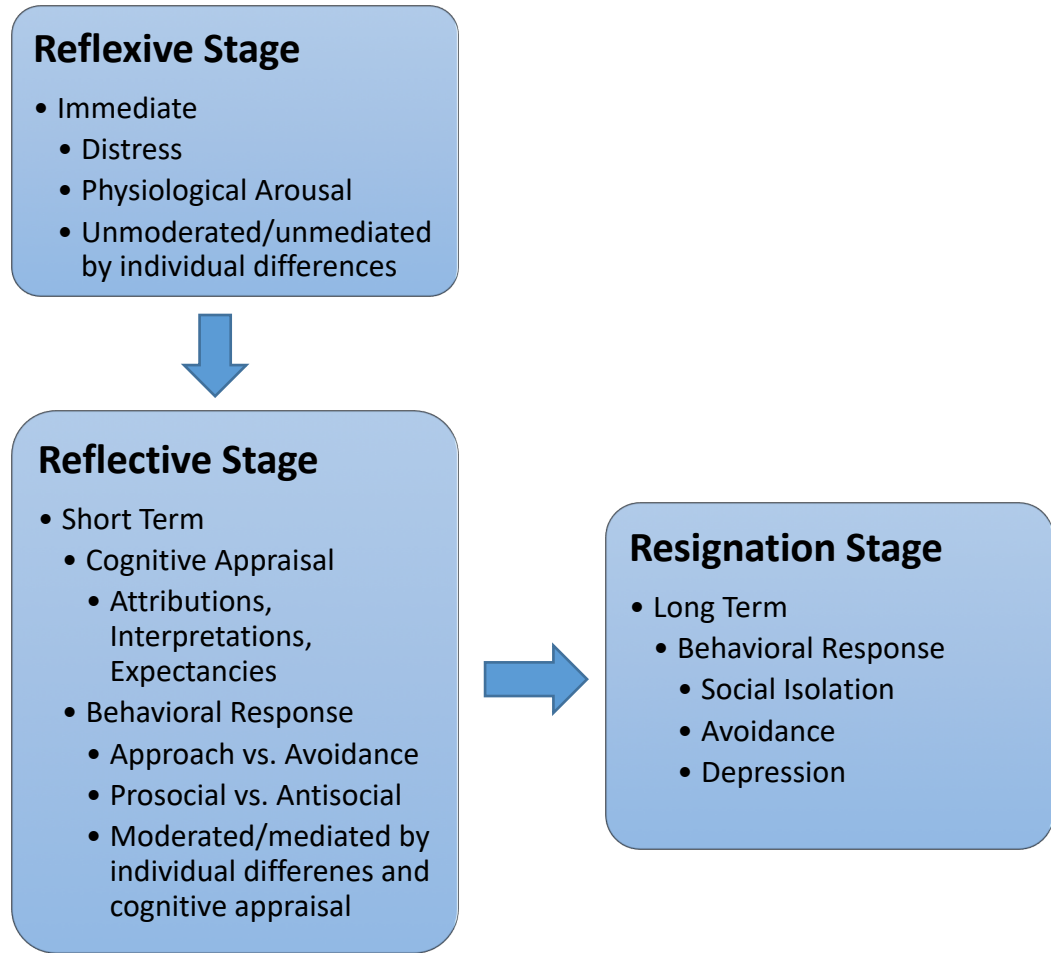 Reflexive Stage
• Immediate
• Distress
• Physiological Arousal
• Unmoderated/unmediated
by individual differences
Reflective Stage
• Short Term
• Cognitive Appraisal
• Attributions,
Interpretations,
Expectancies
• Behavioral Response
• Approach vs. Avoidance
• Prosocial vs. Antisocial
• Moderated/mediated by
individual differenes and
cognitive appraisal
Resignation Stage
• Long Term
• Behavioral Response
• Social Isolation
• Avoidance
• Depression